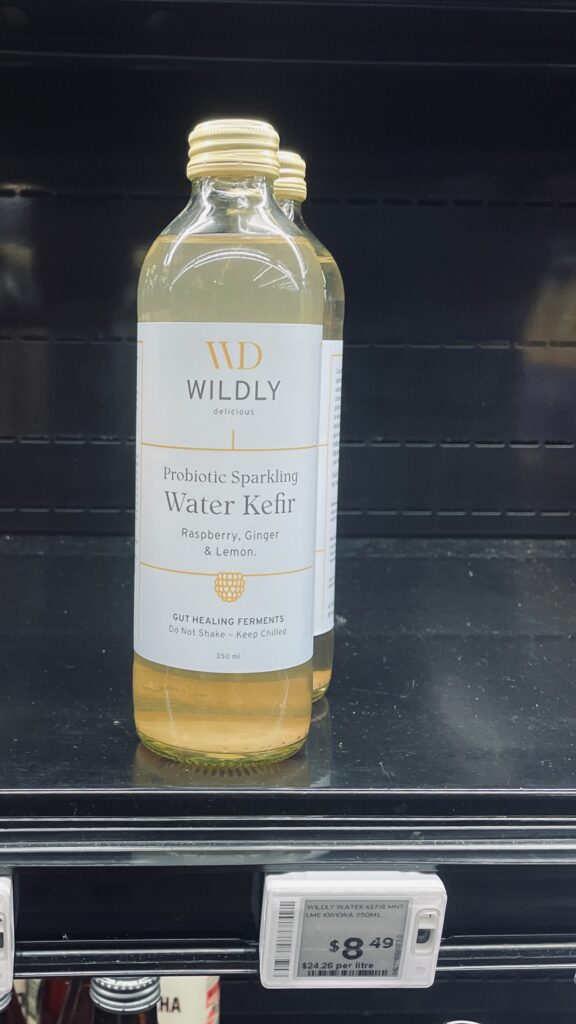 WD
WILDLY
delicious
Probiotic Sparkling
Water Kefir
Raspberry, Ginger
& Lemon.
GUT HEALING FERMENTS
Do Not Shake – Keep Chilled
350 ml
WILDLY WATER KEFIR MNT
LME KWKWA 350ML
$8 49
$24.26 per litre
HA